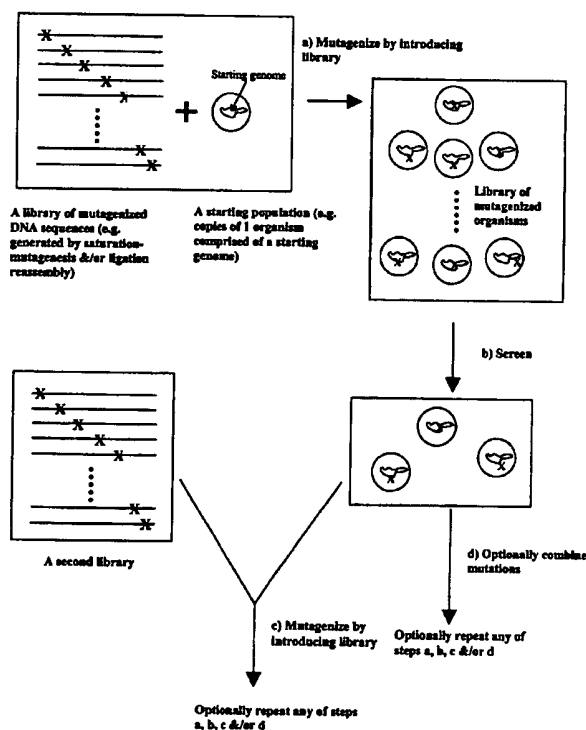 a) Mutagenize by introducing
library
Starting genome
X
X
X
X
X
X
X
+
A library of mutagenized
DNA sequences (e.g.
generated by saturation-
mutagenesis &/or ligation
reassembly)
A starting population (e.g.
copies of 1 organism
comprised of a starting
genome)
Library of
mutagenized
organisms
b) Screen
X
X
X
X
X
X
X
A second library
d) Optionally combine
mutations
c) Mutagenize by
introducing library
Optionally repeat any of
steps a, b, c &/or d
Optionally repeat any of steps
a, b, c &/or d